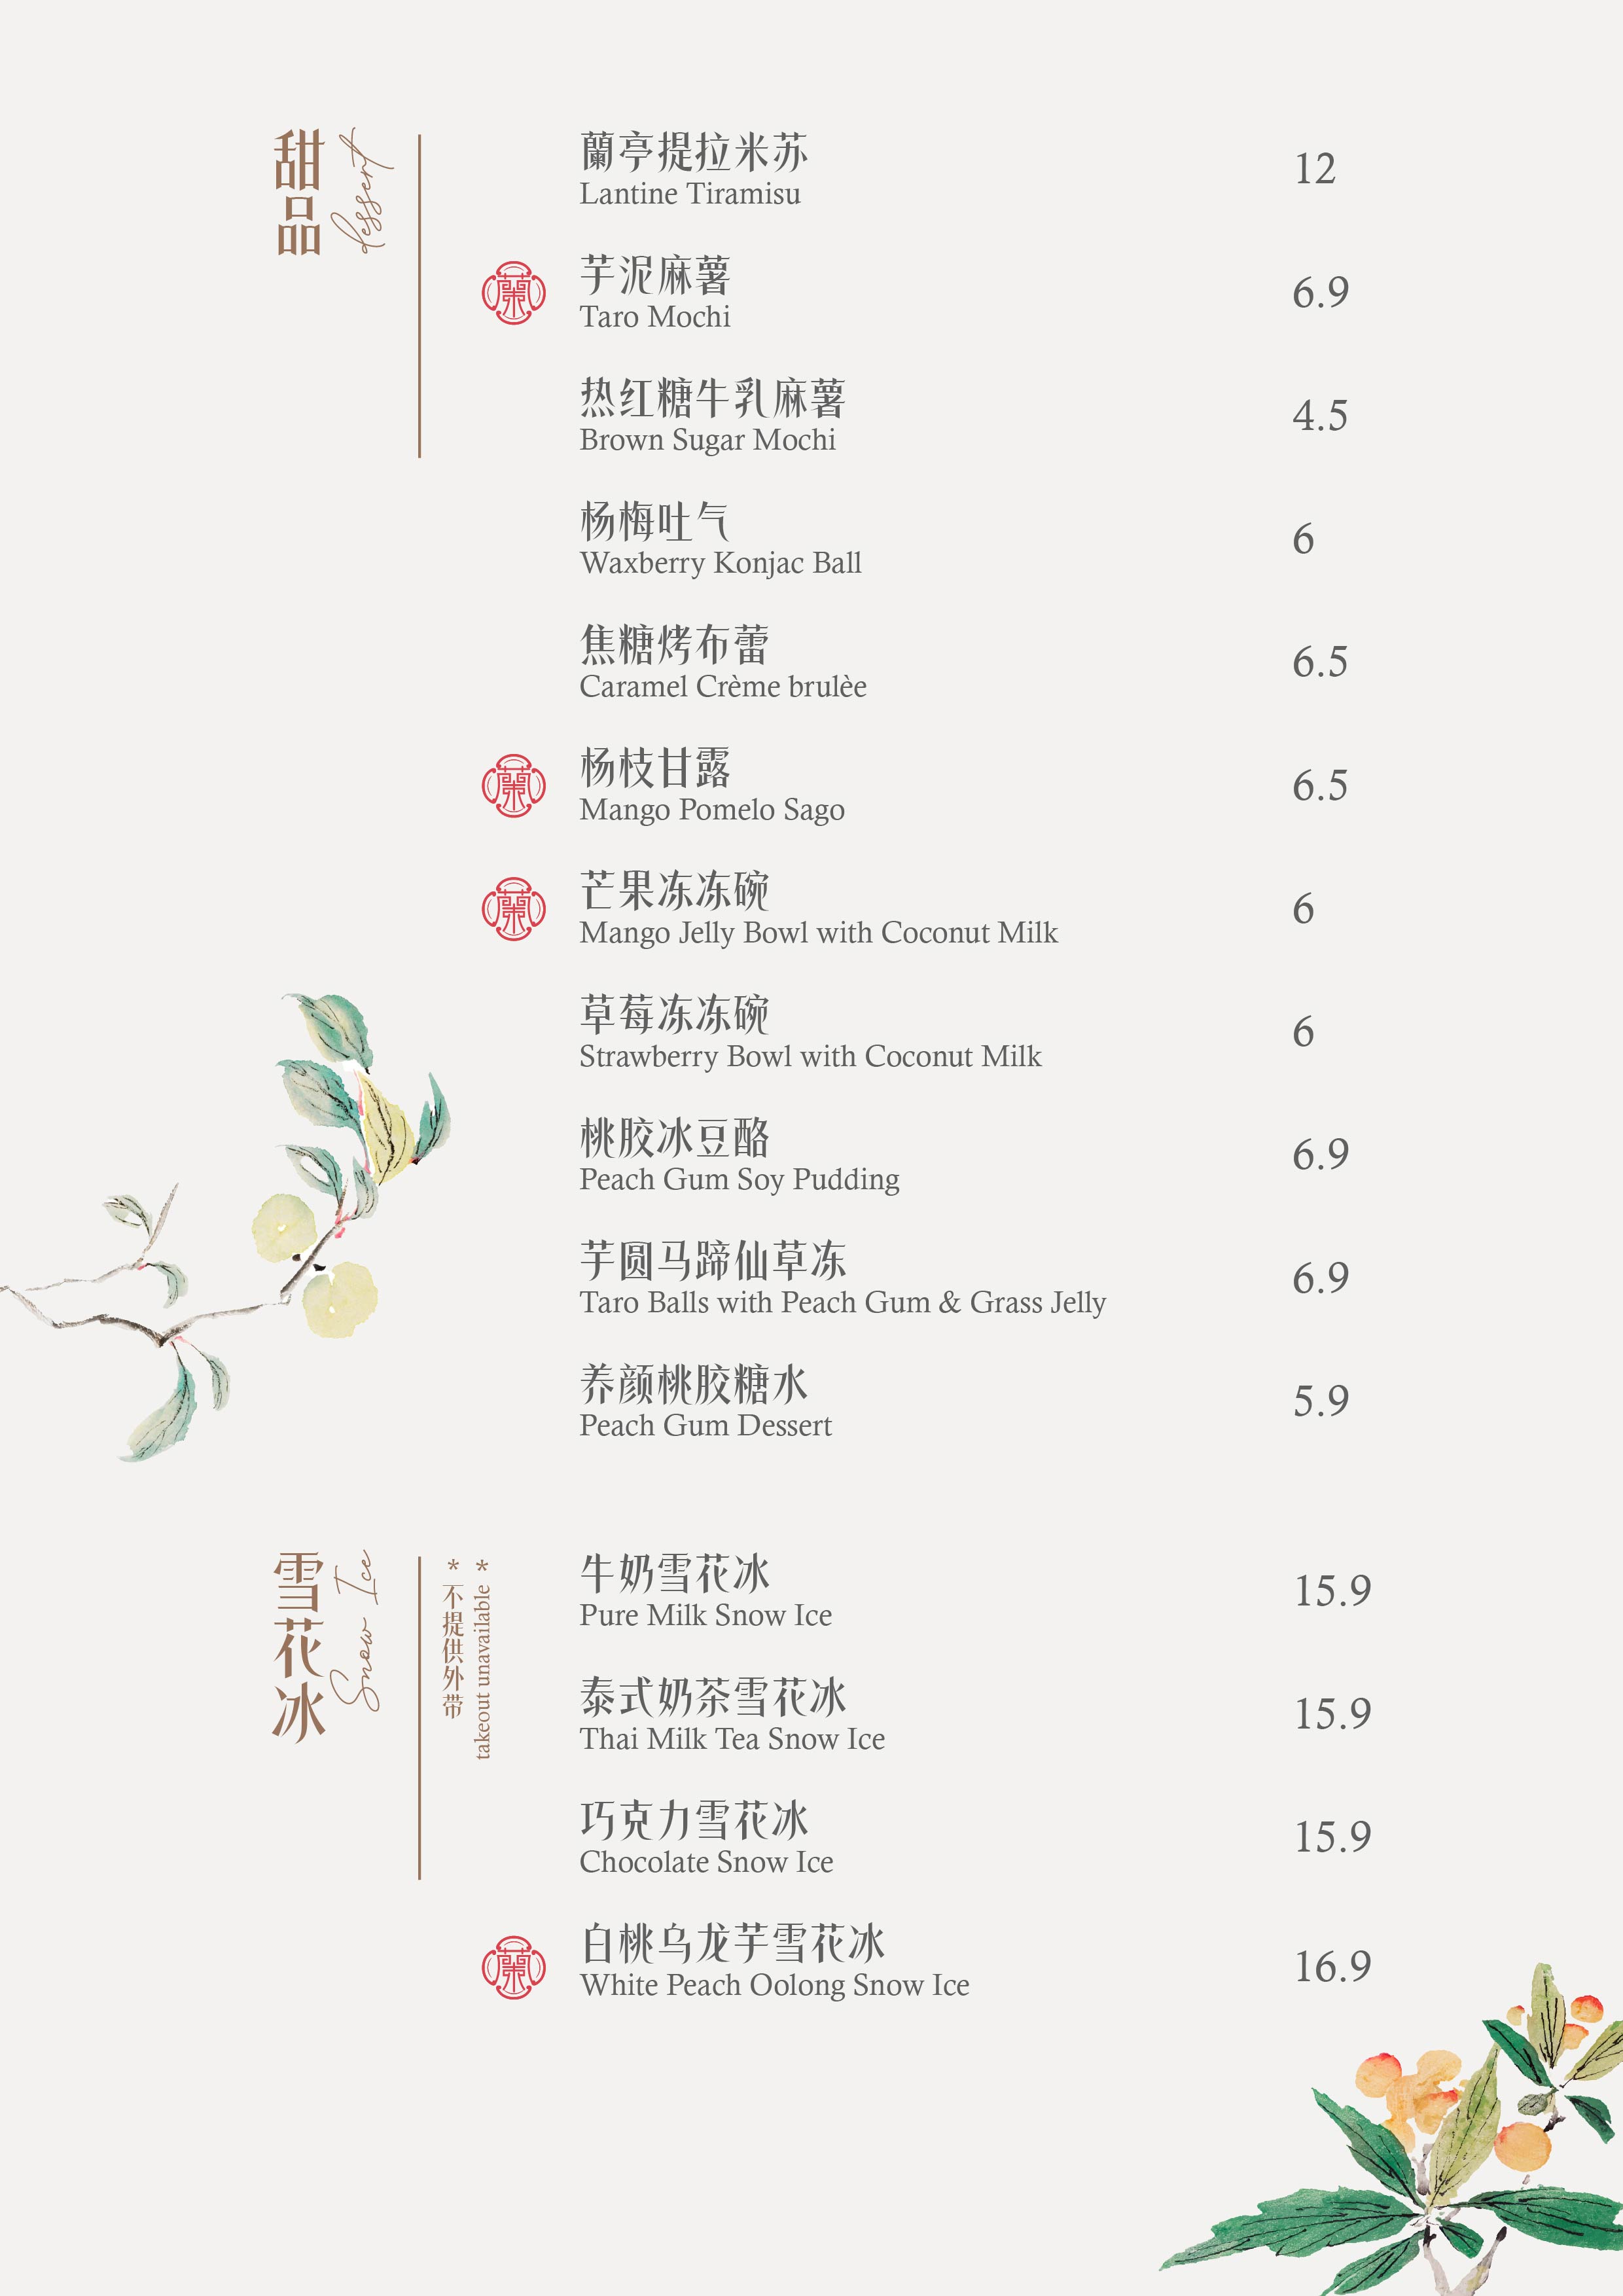 甜品
dessert
蘭亭提拉米苏
Lantine Tiramisu
12
芋泥麻薯
Taro Mochi
6.9
热红糖牛乳麻薯
Brown Sugar Mochi
4.5
杨梅吐气
Waxberry Konjac Ball
6
焦糖烤布蕾
Caramel Crème brulèe
6.5
杨枝甘露
Mango Pomelo Sago
6.5
芒果冻冻碗
Mango Jelly Bowl with Coconut Milk
6
草莓冻冻碗
Strawberry Bowl with Coconut Milk
6
桃胶冰豆酪
Peach Gum Soy Pudding
6.9
芋圆马蹄仙草冻
Taro Balls with Peach Gum & Grass Jelly
6.9
养颜桃胶糖水
Peach Gum Dessert
5.9
雪花冰
Snow Ice
*不提供外带
takeout unavailable *
牛奶雪花冰
Pure Milk Snow Ice
15.9
泰式奶茶雪花冰
Thai Milk Tea Snow Ice
15.9
巧克力雪花冰
Chocolate Snow Ice
15.9
白桃乌龙芋雪花冰
White Peach Oolong Snow Ice
16.9